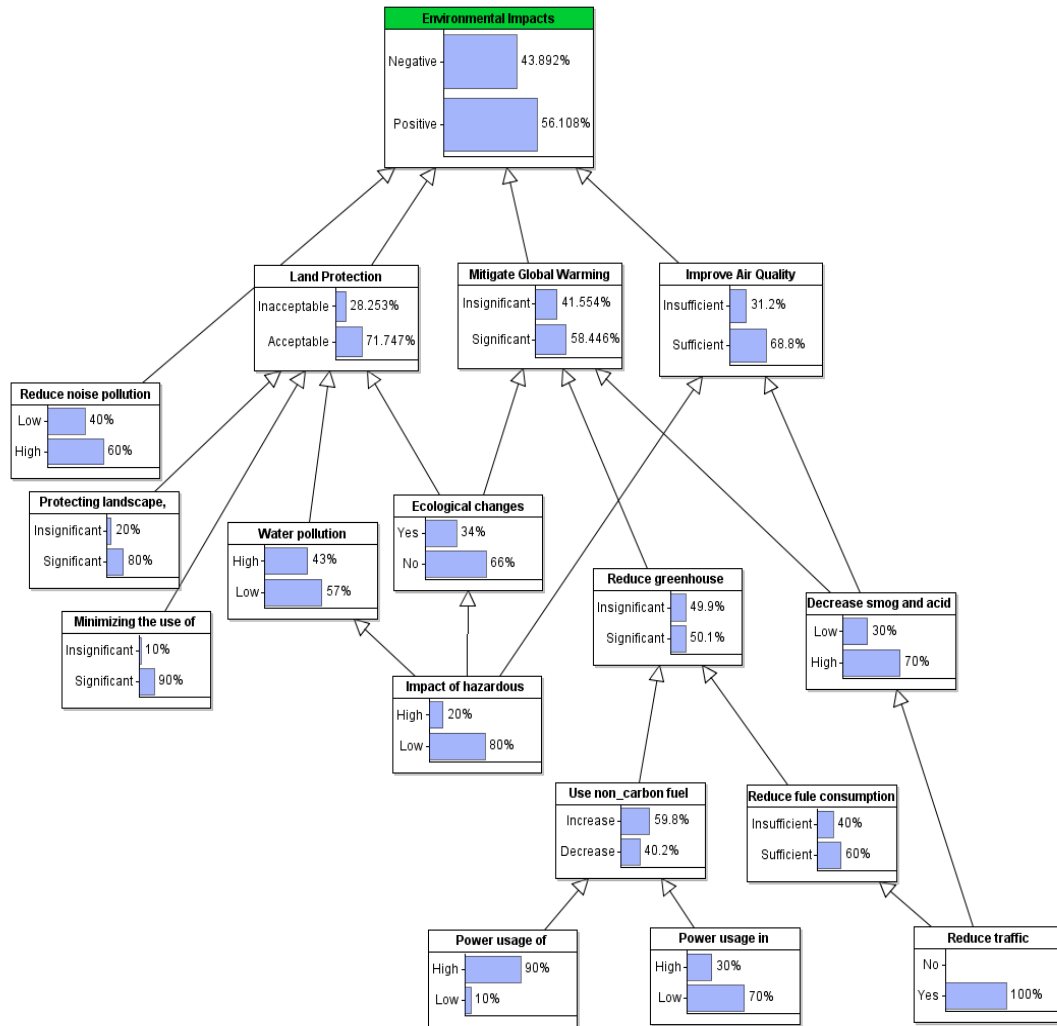 Environmental Impacts
Negative 43.892%
Positive 56.108%
Land Protection
Inacceptable 28.253%
Acceptable 71.747%
Mitigate Global Warming
Insignificant 41.554%
Significant 58.446%
Improve Air Quality
Insufficient 31.2%
Sufficient 68.8%
Reduce noise pollution
Low 40%
High 60%
Protecting landscape,
Insignificant 20%
Significant 80%
Water pollution
High 43%
Low 57%
Ecological changes
Yes 34%
No 66%
Reduce greenhouse
Insignificant 49.9%
Significant 50.1%
Decrease smog and acid
Low 30%
High 70%
Minimizing the use of
Insignificant 10%
Significant 90%
Impact of hazardous
High 20%
Low 80%
Use non_carbon fuel
Increase 59.8%
Decrease 40.2%
Reduce fule consumption
Insufficient 40%
Sufficient 60%
Power usage of
High 90%
Low 10%
Power usage in
High 30%
Low 70%
Reduce traffic
No
Yes 100%